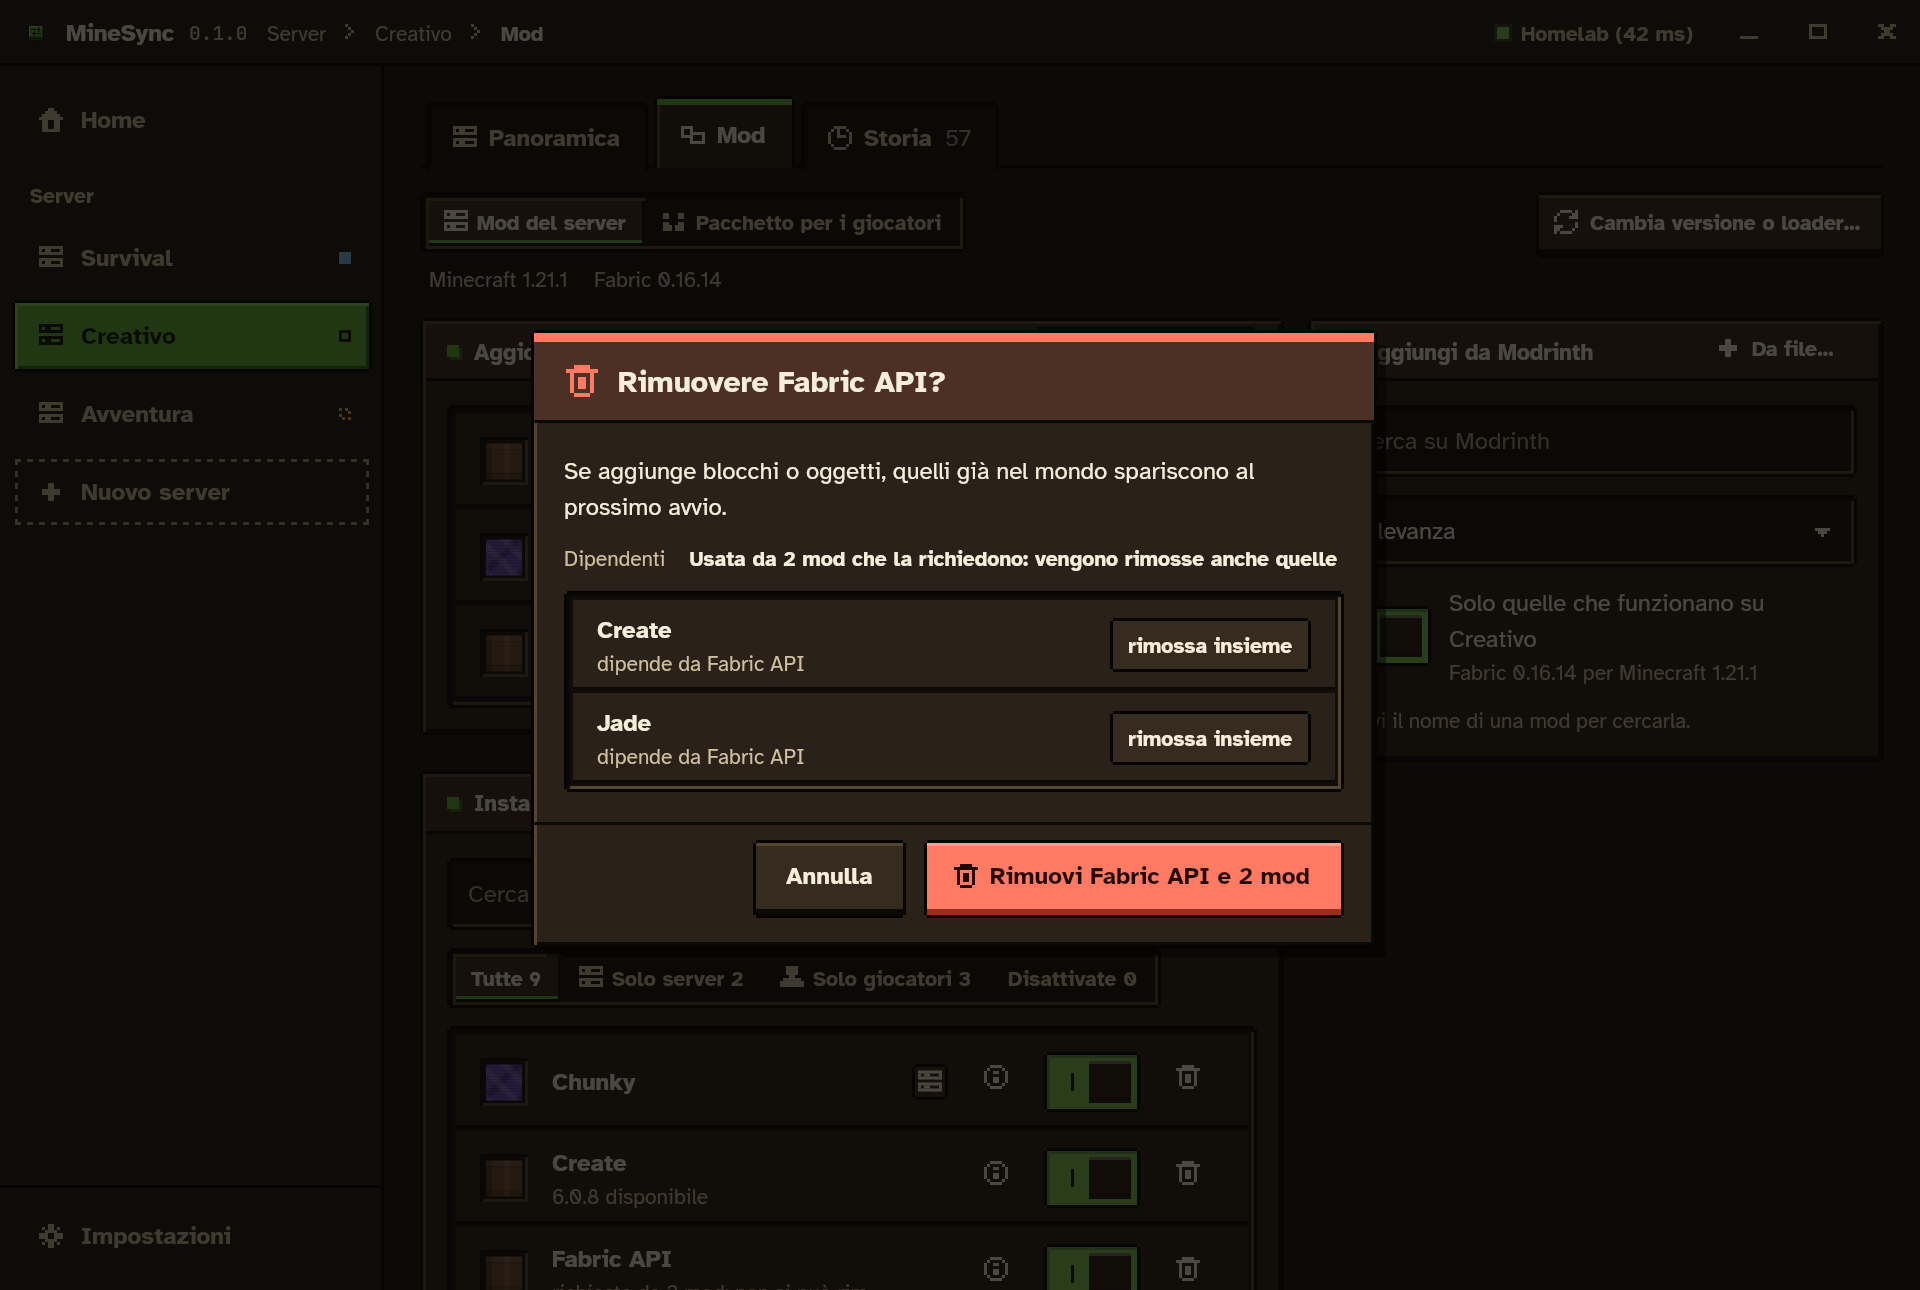 MineSync 0.1.0 Server Creativo Mod
Homelab (42 ms)
Home
Server
Survival
Creativo
Avventura
Nuovo server
Impostazioni
Panoramica
Mod
Storia 57
Mod del server
Pacchetto per i giocatori
Cambia versione o loader...
Minecraft 1.21.1
Fabric 0.16.14
ggiungi da Modrinth
Da file...
erca su Modrinth
levanza
Solo quelle che funzionano su
Creativo
Fabric 0.16.14 per Minecraft 1.21.1
il nome di una mod per cercarla.
Rimuovere Fabric API?
Se aggiunge blocchi o oggetti, quelli già nel mondo spariscono al
prossimo avvio.
Dipendenti Usata da 2 mod che la richiedono: vengono rimosse anche quelle
Create
dipende da Fabric API
rimossa insieme
Jade
dipende da Fabric API
rimossa insieme
Annulla
Rimuovi Fabric API e 2 mod
Insta
Cerca
Tutte 9
Solo server 2
Solo giocatori 3
Disattivate 0
Chunky
Create
6.0.8 disponibile
Fabric API